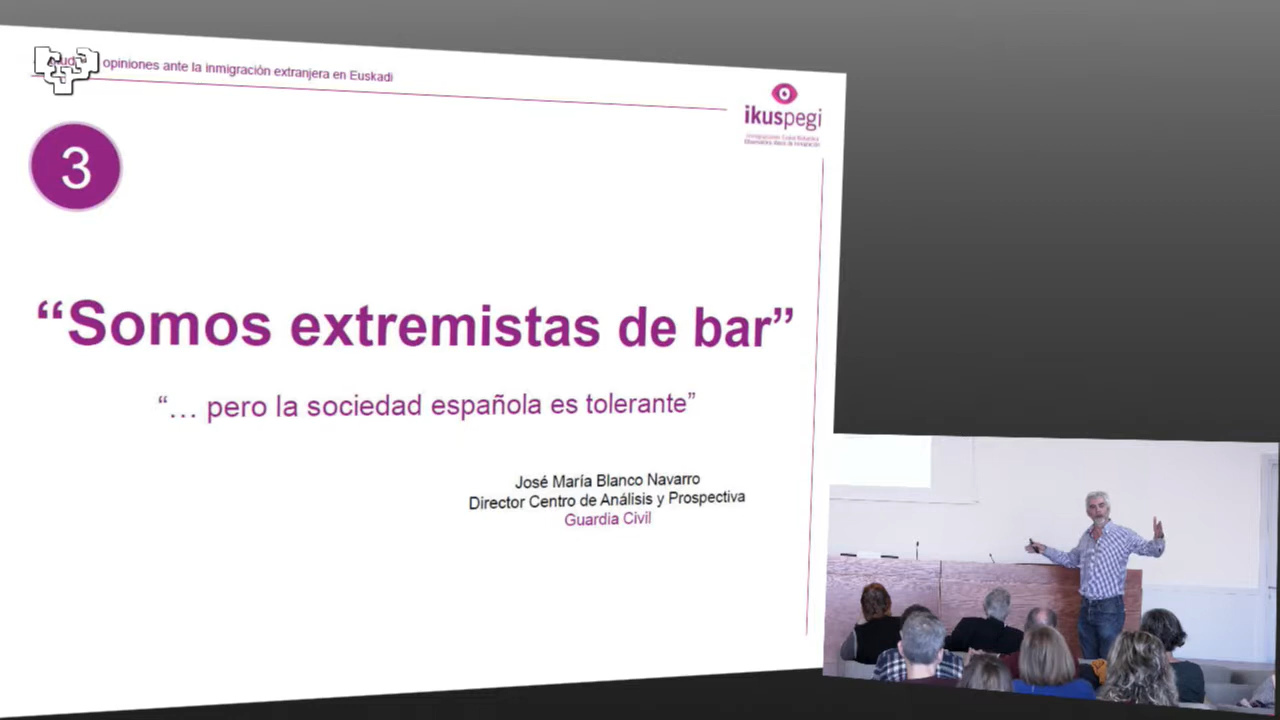 opiniones ante la inmigración extranjera en Euskadi
ikuspegi
3
“Somos extremistas de bar”
“… pero la sociedad española es tolerante”
José María Blanco Navarro
Director Centro de Análisis y Prospectiva
Guardia Civil